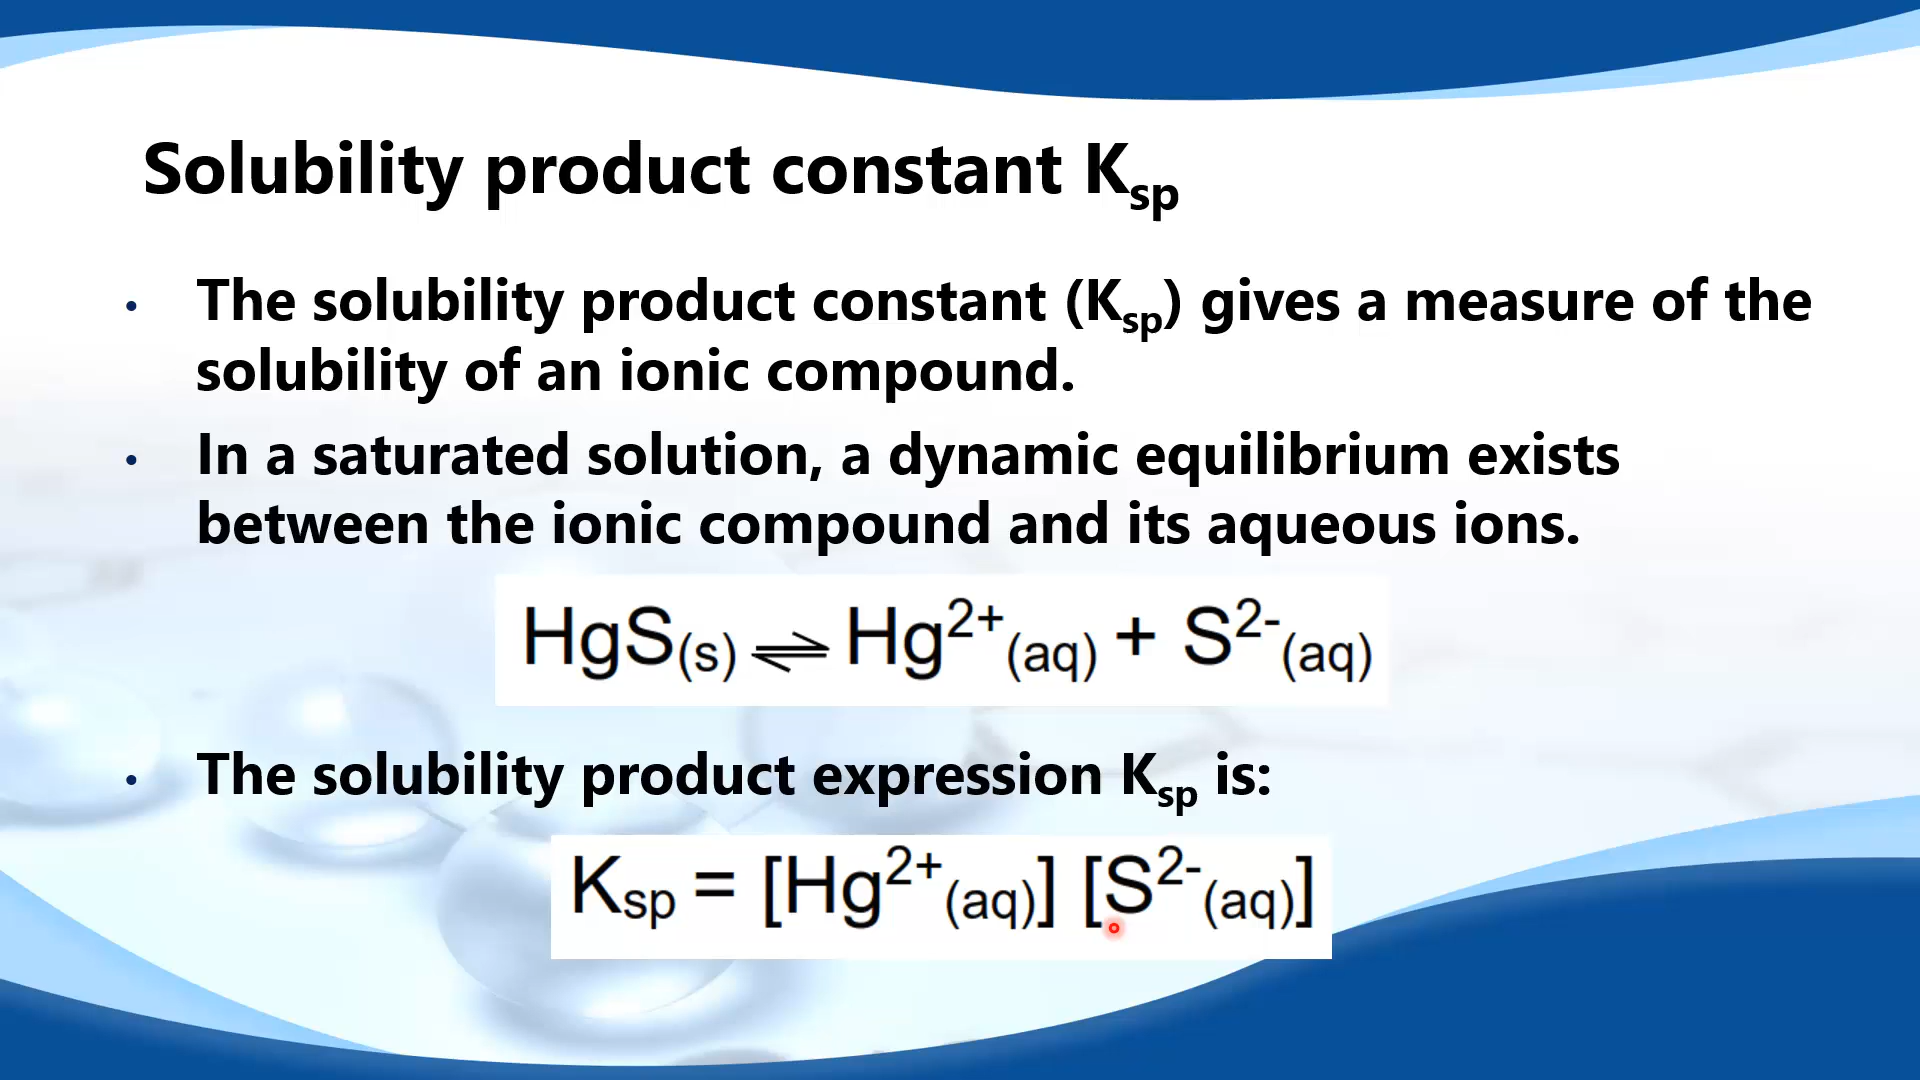 Solubility product constant Ksp
• The solubility product constant (Ksp) gives a measure of the
solubility of an ionic compound.
• In a saturated solution, a dynamic equilibrium exists
between the ionic compound and its aqueous ions.
HgS(s) ⇌ Hg²⁺(aq) + S²⁻(aq)
• The solubility product expression Ksp is:
Ksp = [Hg²⁺(aq)] [S²⁻(aq)]